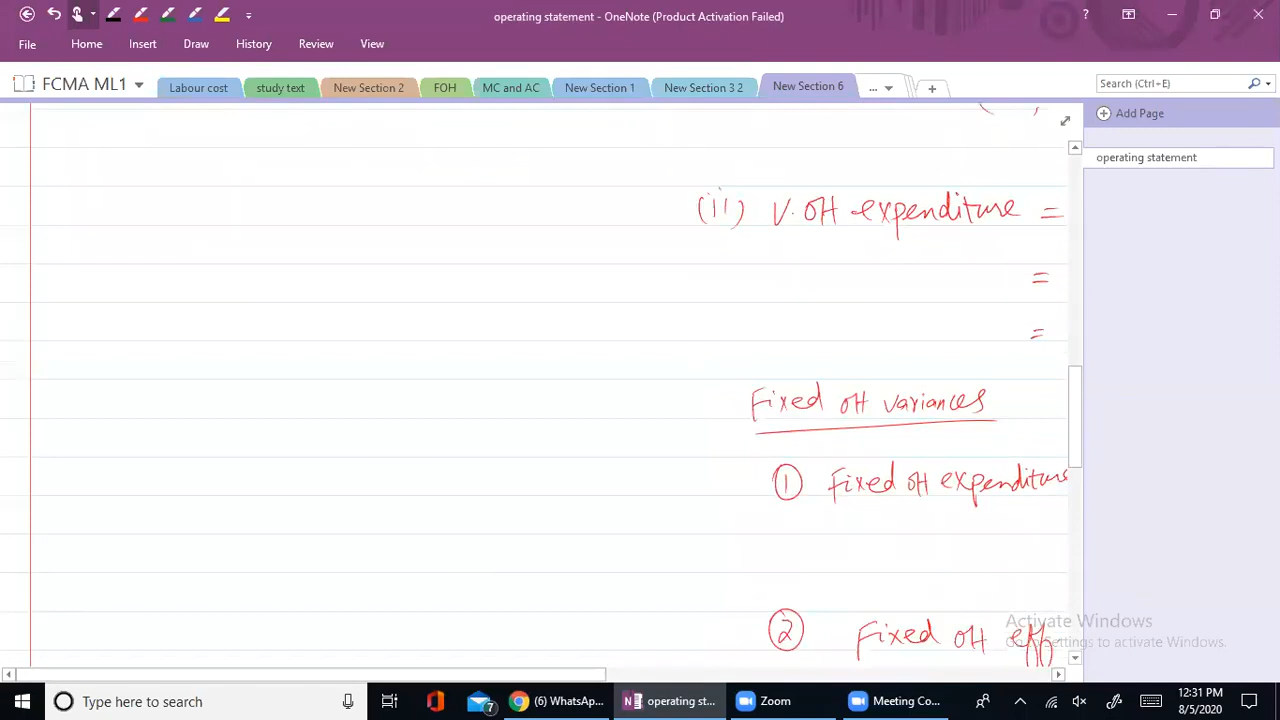 operating statement - OneNote (Product Activation Failed)
File Home Insert Draw History Review View
FCMA ML1 Labour cost study text New Section 2 FOH MC and AC New Section 1 New Section 3 2 New Section 6 ... Search (Ctrl+E)
Add Page
operating statement
(ii) V.OH expenditure =
=
=
Fixed OH variances
① Fixed OH expenditure
② Fixed OH eff
Activate Windows
Go to Settings to activate Windows.
Type here to search
7
(6) WhatsApp...
operating sta...
Zoom
Meeting Co...
12:31 PM
8/5/2020